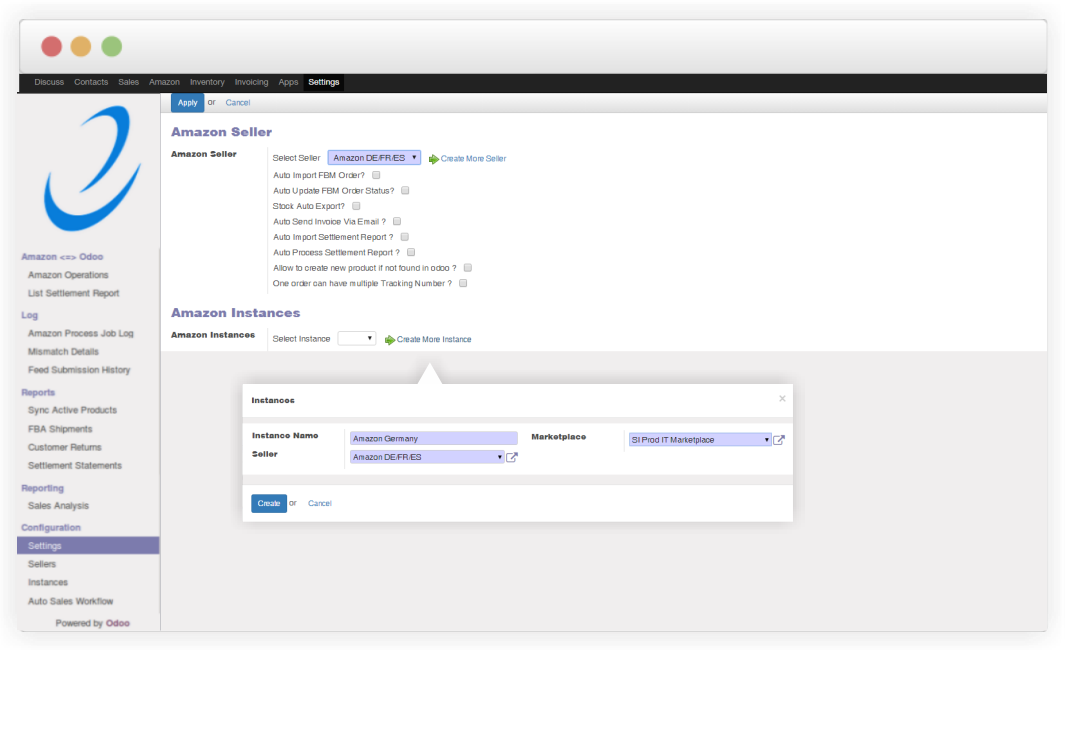 Discuss Contacts Sales Amazon Inventory Invoicing Apps Settings
Apply or Cancel
Amazon Seller
Amazon Seller
Select Seller Amazon DE/FR/ES Create More Seller
Auto Import FBM Order?
Auto Update FBM Order Status?
Stock Auto Export?
Auto Send Invoice Via Email ?
Auto Import Settlement Report ?
Auto Process Settlement Report ?
Allow to create new product if not found in odoo ?
One order can have multiple Tracking Number ?
Amazon Instances
Amazon Instances
Select Instance Create More Instance
Amazon <=> Odoo
Amazon Operations
List Settlement Report
Log
Amazon Process Job Log
Mismatch Details
Feed Submission History
Reports
Sync Active Products
FBA Shipments
Customer Returns
Settlement Statements
Reporting
Sales Analysis
Configuration
Settings
Sellers
Instances
Auto Sales Workflow
Powered by Odoo
Instances ×
Instance Name Amazon Germany Marketplace SI Prod IT Marketplace
Seller Amazon DE/FR/ES
Create or Cancel